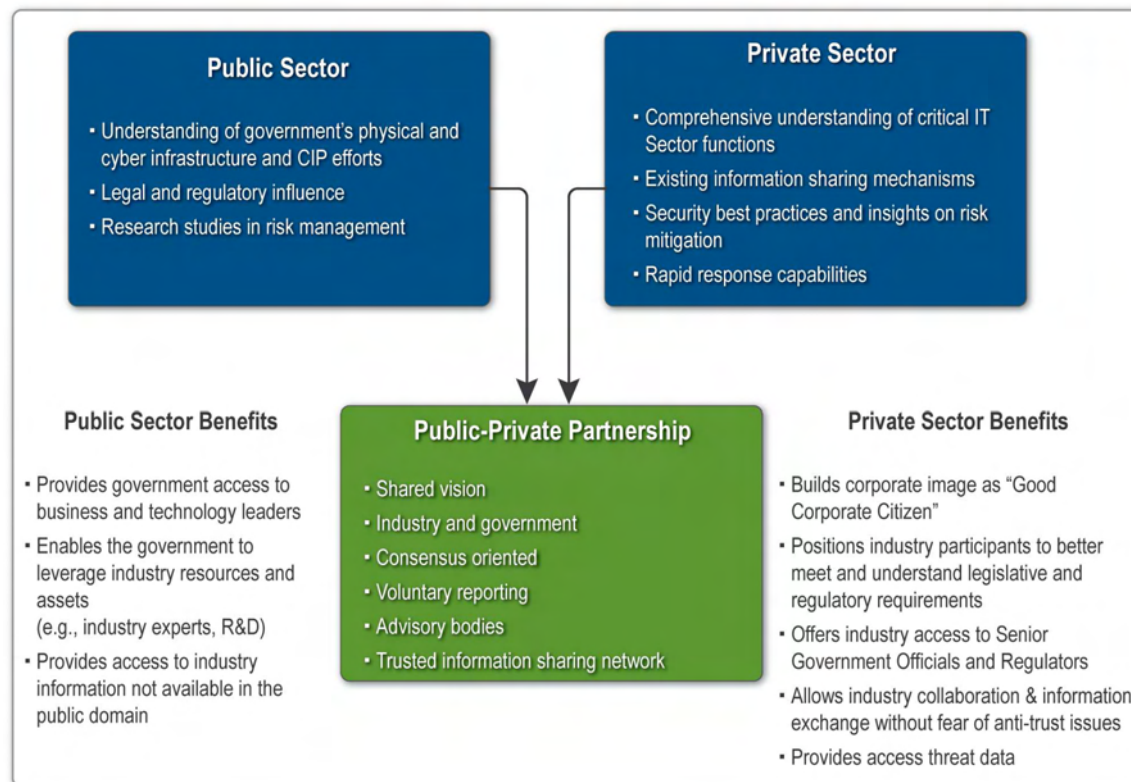 Public Sector
▪ Understanding of government's physical and
cyber infrastructure and CIP efforts
▪ Legal and regulatory influence
▪ Research studies in risk management
Private Sector
▪ Comprehensive understanding of critical IT
Sector functions
▪ Existing information sharing mechanisms
▪ Security best practices and insights on risk
mitigation
▪ Rapid response capabilities
Public Sector Benefits
▪ Provides government access to
business and technology leaders
▪ Enables the government to
leverage industry resources and
assets
(e.g., industry experts, R&D)
▪ Provides access to industry
information not available in the
public domain
Public-Private Partnership
▪ Shared vision
▪ Industry and government
▪ Consensus oriented
▪ Voluntary reporting
▪ Advisory bodies
▪ Trusted information sharing network
Private Sector Benefits
▪ Builds corporate image as “Good
Corporate Citizen”
▪ Positions industry participants to better
meet and understand legislative and
regulatory requirements
▪ Offers industry access to Senior
Government Officials and Regulators
▪ Allows industry collaboration & information
exchange without fear of anti-trust issues
▪ Provides access threat data